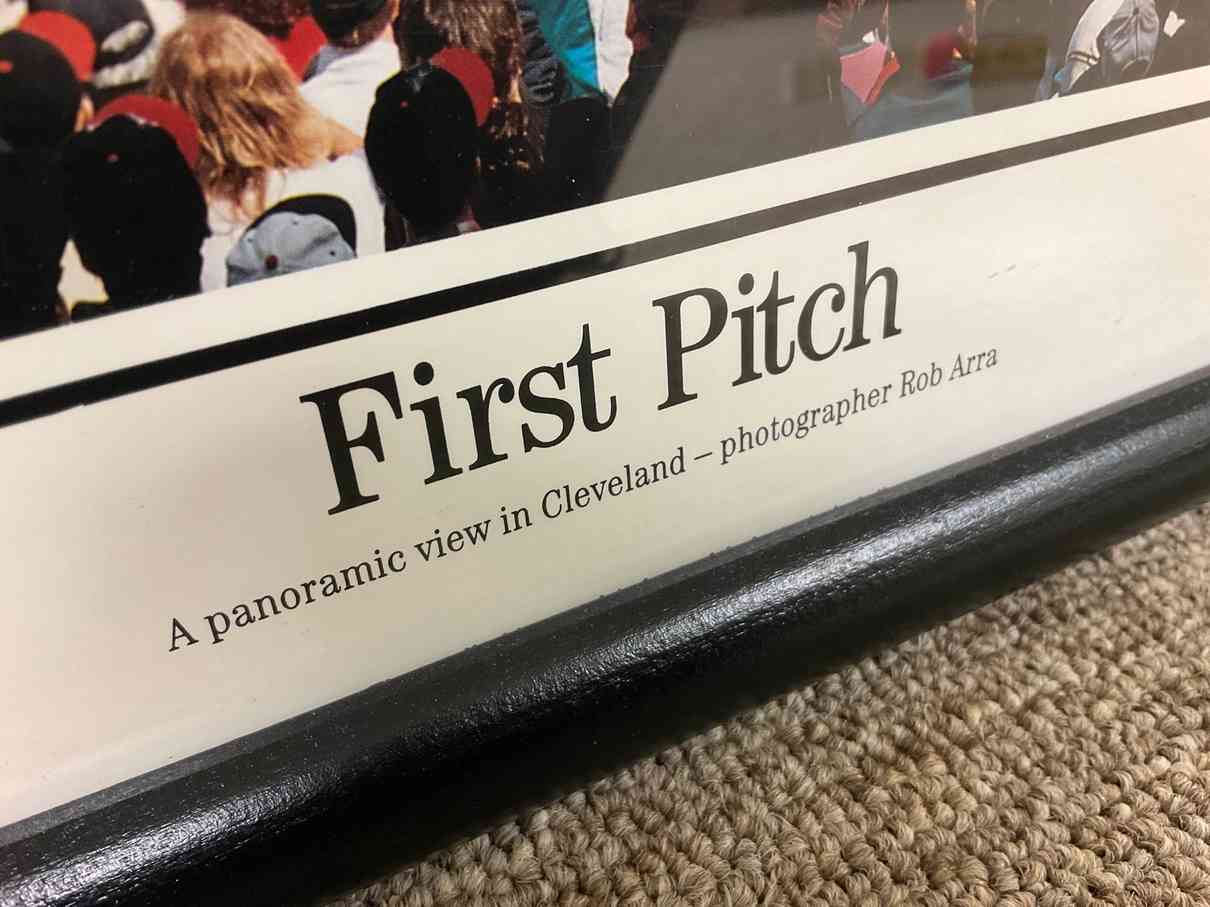 First Pitch
A panoramic view in Cleveland – photographer Rob Arra